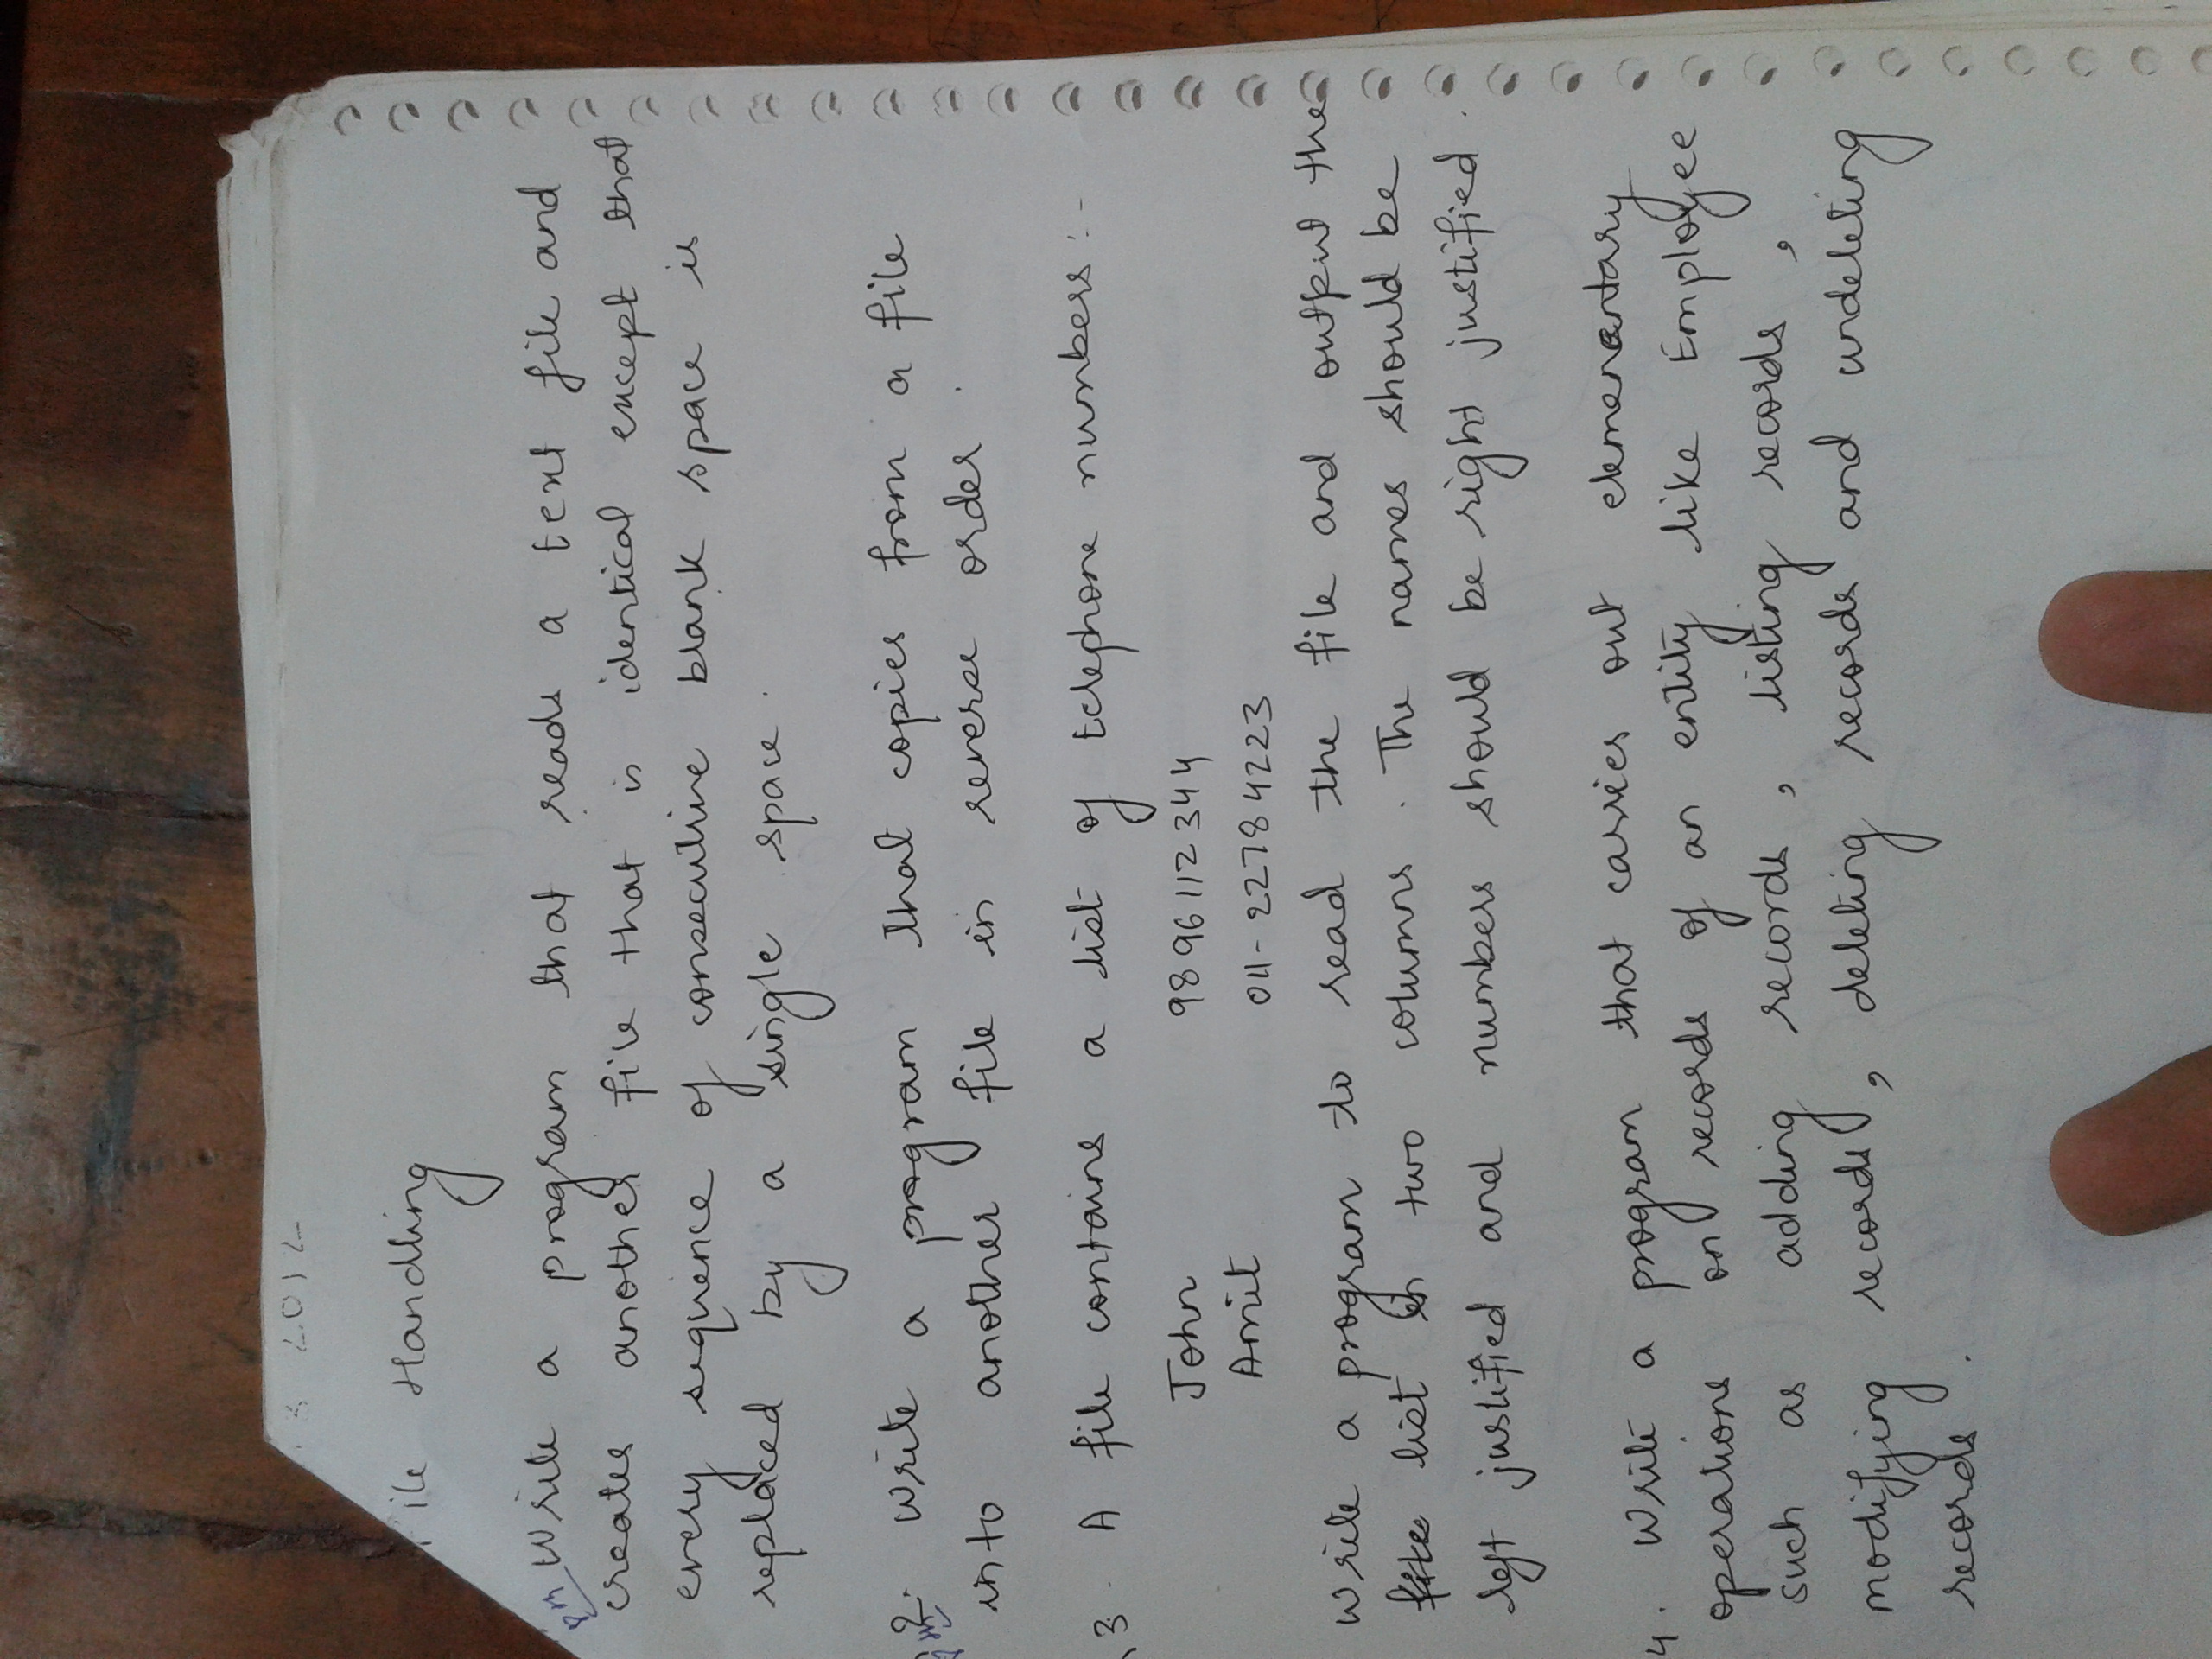 2012
ile Handling
Write a program that reads a text file and
creates another file that is identical except that
every sequence of consecutive blank space is
replaced by a single space.
2. Write a program that copies from a file
into another file in reverse order.
3. A file contains a list of telephone numbers :-
John 9896112344
Amit 011-22784223
Write a program to read the file and output the
list in two columns. The names should be
left justified and numbers should be right justified.
4. Write a program that carries out elemenentary
operations on records of an entity like Employee
such as adding records, listing records,
modifying records, deleting records and undeleting
records.